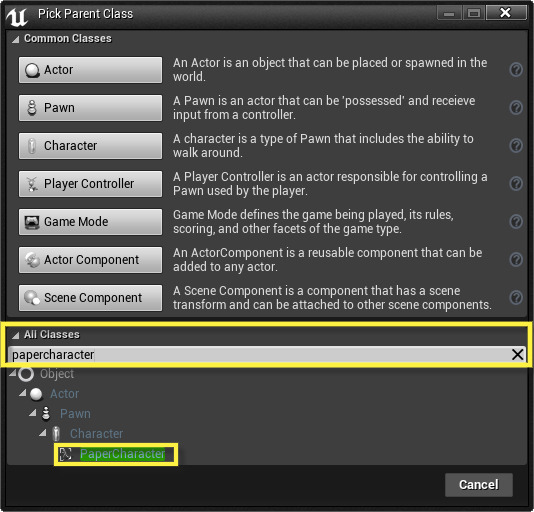 Pick Parent Class
Common Classes
Actor
An Actor is an object that can be placed or spawned in the
world.
Pawn
A Pawn is an actor that can be 'possessed' and receieve
input from a controller.
Character
A character is a type of Pawn that includes the ability to
walk around.
Player Controller
A Player Controller is an actor responsible for controlling a
Pawn used by the player.
Game Mode
Game Mode defines the game being played, its rules,
scoring, and other facets of the game type.
Actor Component
An ActorComponent is a reusable component that can be
added to any actor.
Scene Component
A Scene Component is a component that has a scene
transform and can be attached to other scene components.
All Classes
papercharacter
Object
Actor
Pawn
Character
PaperCharacter
Cancel